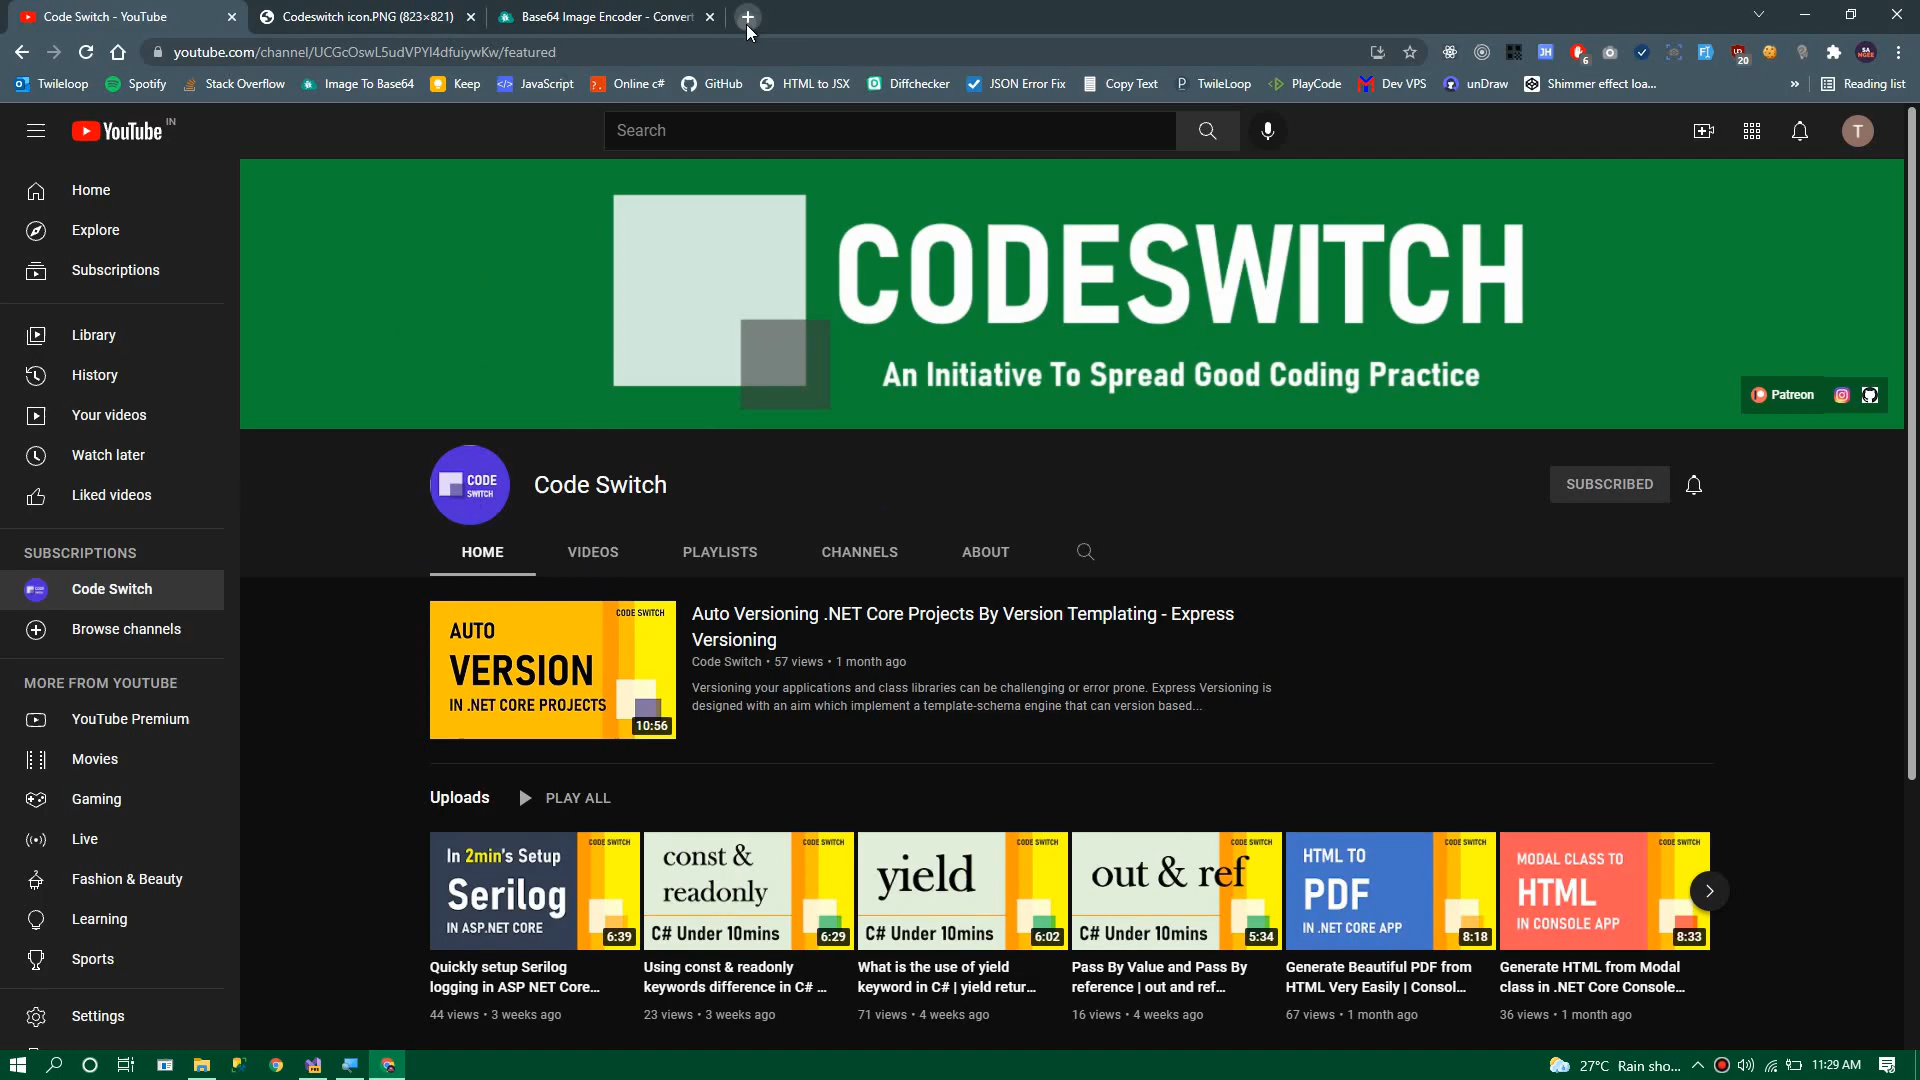 Code Switch - YouTube
Codeswitch icon.PNG (823×821)
Base64 Image Encoder - Convert
youtube.com/channel/UCGcOswL5udVPYl4dfuiywKw/featured
6
20
Twileloop
Spotify
Stack Overflow
Image To Base64
Keep
JavaScript
Online c#
GitHub
HTML to JSX
Diffchecker
JSON Error Fix
Copy Text
TwileLoop
PlayCode
Dev VPS
unDraw
Shimmer effect loa...
»
Reading list
YouTube IN
Search
T
Home
Explore
Subscriptions
Library
History
Your videos
Watch later
Liked videos
SUBSCRIPTIONS
Code Switch
Browse channels
MORE FROM YOUTUBE
YouTube Premium
Movies
Gaming
Live
Fashion & Beauty
Learning
Sports
Settings
CODESWITCH
An Initiative To Spread Good Coding Practice
Patreon
CODE
SWITCH
Code Switch
SUBSCRIBED
HOME
VIDEOS
PLAYLISTS
CHANNELS
ABOUT
CODE SWITCH
AUTO
VERSION
IN .NET CORE PROJECTS
10:56
Auto Versioning .NET Core Projects By Version Templating - Express
Versioning
Code Switch • 57 views • 1 month ago
Versioning your applications and class libraries can be challenging or error prone. Express Versioning is
designed with an aim which implement a template-schema engine that can version based...
Uploads
PLAY ALL
In 2min's Setup
Serilog
IN ASP.NET CORE
CODE SWITCH
6:39
Quickly setup Serilog
logging in ASP NET Core...
44 views • 3 weeks ago
const &
readonly
C# Under 10mins
CODE SWITCH
6:29
Using const & readonly
keywords difference in C# ...
23 views • 3 weeks ago
yield
C# Under 10mins
CODE SWITCH
6:02
What is the use of yield
keyword in C# | yield retur...
71 views • 4 weeks ago
out & ref
C# Under 10mins
CODE SWITCH
5:34
Pass By Value and Pass By
reference | out and ref...
16 views • 4 weeks ago
HTML TO
PDF
IN .NET CORE APP
CODE SWITCH
8:18
Generate Beautiful PDF from
HTML Very Easily | Consol...
67 views • 1 month ago
MODAL CLASS TO
HTML
IN CONSOLE APP
CODE SWITCH
8:33
Generate HTML from Modal
class in .NET Core Console...
36 views • 1 month ago
27°C Rain sho...
11:29 AM